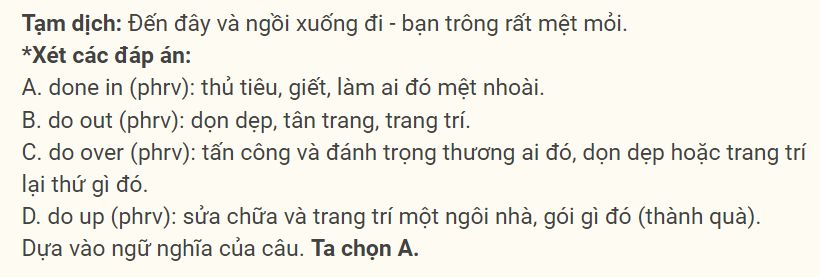 Tạm dịch: Đến đây và ngồi xuống đi - bạn trông rất mệt mỏi.
*Xét các đáp án:
A. done in (phrv): thủ tiêu, giết, làm ai đó mệt nhoài.
B. do out (phrv): dọn dẹp, tân trang, trang trí.
C. do over (phrv): tấn công và đánh trọng thương ai đó, dọn dẹp hoặc trang trí
lại thứ gì đó.
D. do up (phrv): sửa chữa và trang trí một ngôi nhà, gói gì đó (thành quà).
Dựa vào ngữ nghĩa của câu. Ta chọn A.